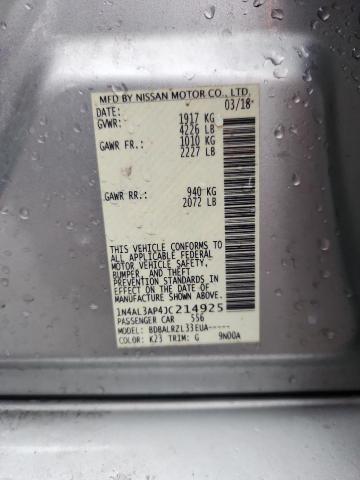 MFD BY NISSAN MOTOR CO., LTD.
DATE: 03/18
GVWR: 1917 KG
4226 LB
GAWR FR.: 1010 KG
2227 LB
GAWR RR.: 940 KG
2072 LB
THIS VEHICLE CONFORMS TO
ALL APPLICABLE FEDERAL
MOTOR VEHICLE SAFETY,
BUMPER, AND THEFT
PREVENTION STANDARDS IN
EFFECT ON THE DATE OF
MANUFACTURE SHOWN ABOVE.
1N4AL3AP4JC214925
PASSENGER CAR 556
MODEL: BDBALRZL33EUA-----
COLOR: K23 TRIM: G 9N00A